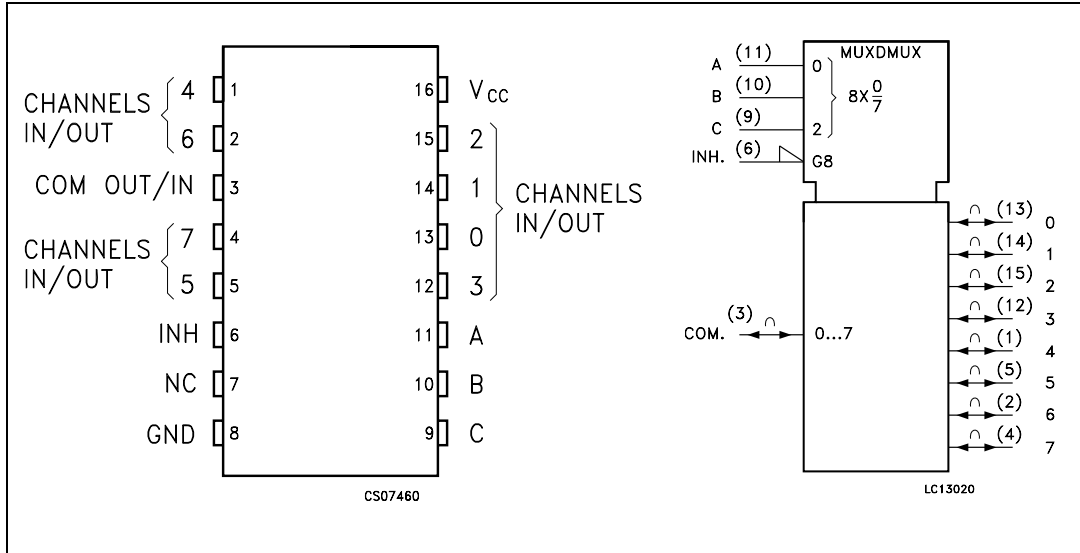 CHANNELS
IN/OUT
4
6
COM OUT/IN
CHANNELS
IN/OUT
7
5
INH
NC
GND
1
2
3
4
5
6
7
8
16
15
14
13
12
11
10
9
VCC
2
1
0
3
CHANNELS
IN/OUT
A
B
C
CS07460
MUXDMUX
A (11) 0
B (10)
C (9) 2
8X 0/7
INH. (6) G8
COM. (3) ∩ 0...7
∩ (13) 0
∩ (14) 1
∩ (15) 2
∩ (12) 3
∩ (1) 4
∩ (5) 5
∩ (2) 6
∩ (4) 7
LC13020